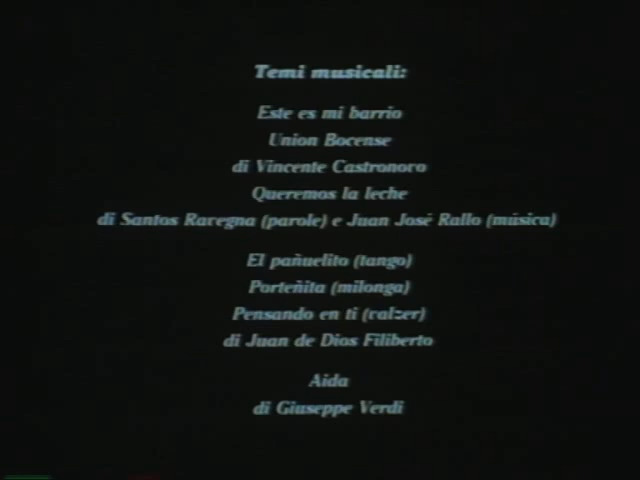 Temi musicali:
Este es mi barrio
Union Bocense
di Vincente Castronoro
Queremos la leche
di Santos Ravegna (parole) e Juan José Rallo (música)
El pañuelito (tango)
Porteñita (milonga)
Pensando en ti (valzer)
di Juan de Dios Filiberto
Aida
di Giuseppe Verdi